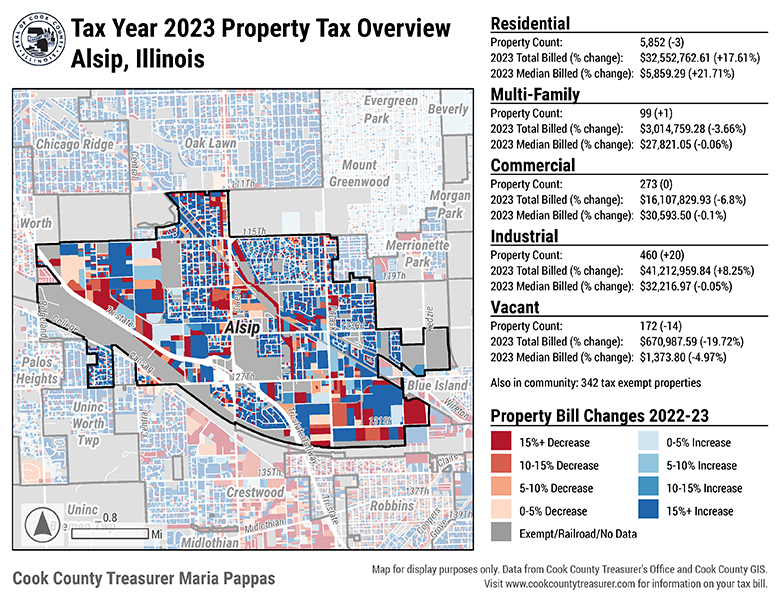 Tax Year 2023 Property Tax Overview
Alsip, Illinois
Residential
Property Count: 5,852 (-3)
2023 Total Billed (% change): $32,552,762.61 (+17.61%)
2023 Median Billed (% change): $5,859.29 (+21.71%)
Multi-Family
Property Count: 99 (+1)
2023 Total Billed (% change): $3,014,759.28 (-3.66%)
2023 Median Billed (% change): $27,821.05 (-0.06%)
Commercial
Property Count: 273 (0)
2023 Total Billed (% change): $16,107,829.93 (-6.8%)
2023 Median Billed (% change): $30,593.50 (-0.1%)
Industrial
Property Count: 460 (+20)
2023 Total Billed (% change): $41,212,959.84 (+8.25%)
2023 Median Billed (% change): $32,216.97 (-0.05%)
Vacant
Property Count: 172 (-14)
2023 Total Billed (% change): $670,987.59 (-19.72%)
2023 Median Billed (% change): $1,373.80 (-4.97%)
Also in community: 342 tax exempt properties
Property Bill Changes 2022-23
15%+ Decrease
10-15% Decrease
5-10% Decrease
0-5% Decrease
Exempt/Railroad/No Data
0-5% Increase
5-10% Increase
10-15% Increase
15%+ Increase
Evergreen
Park
Beverly
Chicago Ridge
Oak Lawn
Mount
Greenwood
111Th
Morgan
Park
Worth
115Th
Merrionette
Park
119Th
Kedzie
Ridgeland
College
Tri State
Alsip
Palos
Heights
127Th
Blue Island
Uninc
Worth
Twp
Central
131St
Wireton
Claire
135Th
Crestwood
137Th
Robbins
Tri State
Uninc
Bremen Twp
Midlothian
Midlothian
139Th
0.8
Mi
Cook County Treasurer Maria Pappas
Map for display purposes only. Data from Cook County Treasurer's Office and Cook County GIS.
Visit www.cookcountytreasurer.com for information on your tax bill.